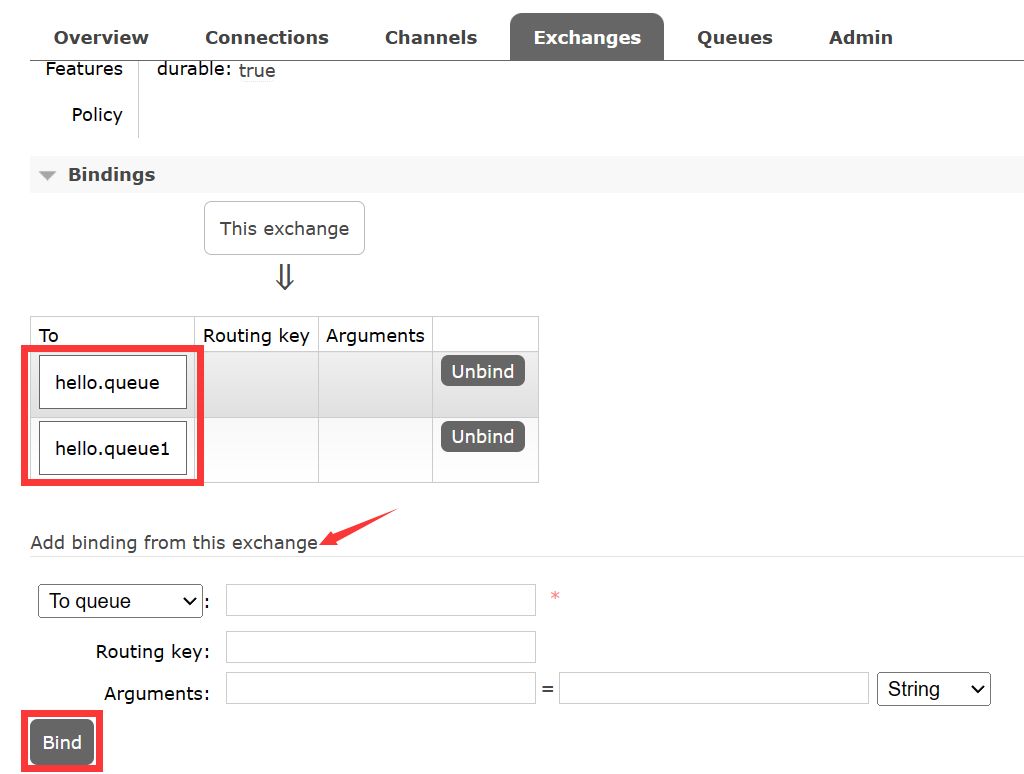 Overview Connections Channels Exchanges Queues Admin
Features durable: true
Policy
Bindings
This exchange
⇓
To Routing key Arguments
hello.queue Unbind
hello.queue1 Unbind
Add binding from this exchange
To queue : *
Routing key:
Arguments: = String
Bind